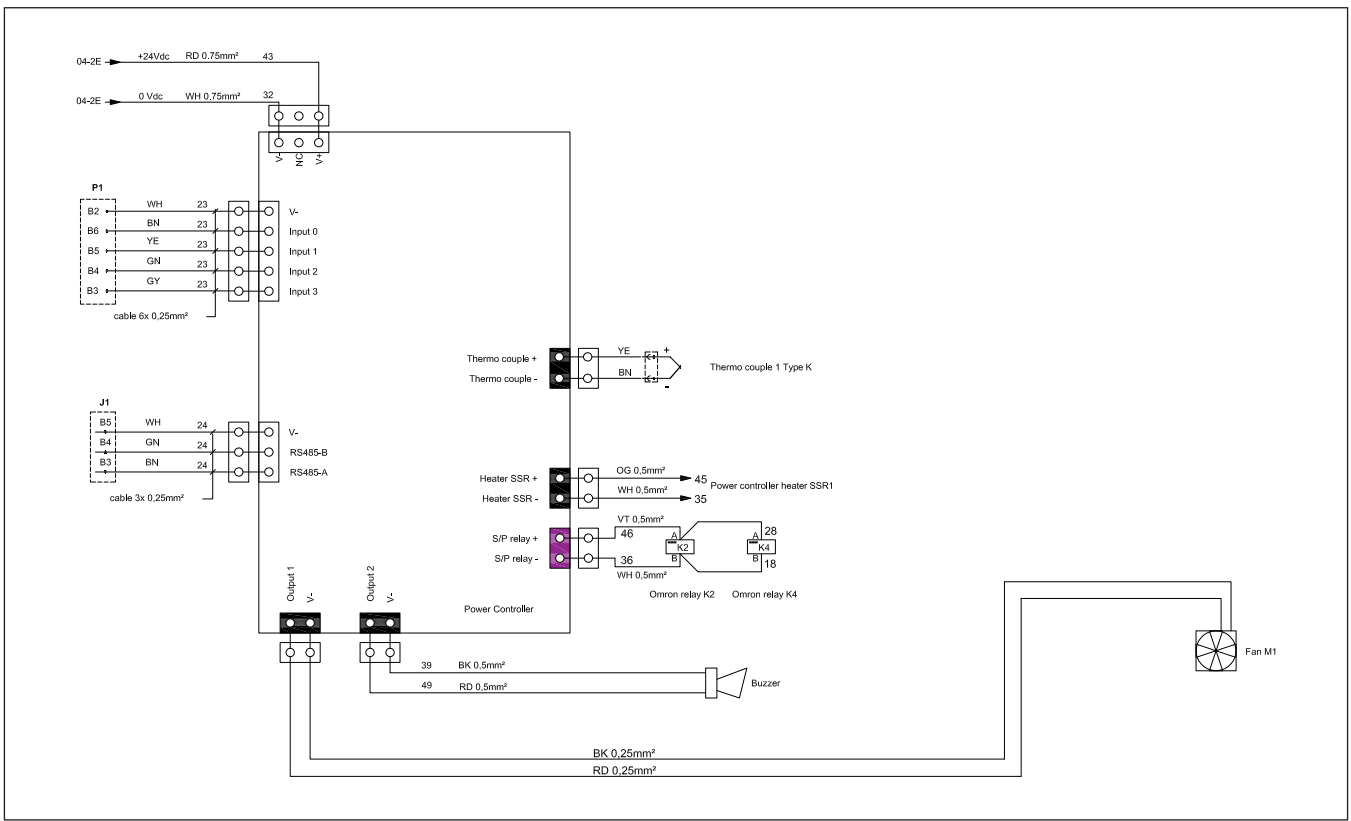 04-2E +24Vdc RD 0.75mm² 43
04-2E 0 Vdc WH 0,75mm² 32
V- NC V+
P1
B2 WH 23 V-
B6 BN 23 Input 0
B5 YE 23 Input 1
B4 GN 23 Input 2
B3 GY 23 Input 3
cable 6x 0,25mm²
Thermo couple + YE +
Thermo couple - BN -
Thermo couple 1 Type K
J1
B5 WH 24 V-
B4 GN 24 RS485-B
B3 BN 24 RS485-A
cable 3x 0,25mm²
Heater SSR + OG 0,5mm² 45
Heater SSR - WH 0,5mm² 35
Power controller heater SSR1
S/P relay + VT 0,5mm² 46 A K2 B A K4 B 28
S/P relay - 36 WH 0,5mm² 18
Omron relay K2 Omron relay K4
Output 1 V- Output 2 V-
Power Controller
Fan M1
39 BK 0,5mm²
49 RD 0,5mm²
Buzzer
BK 0,25mm²
RD 0,25mm²